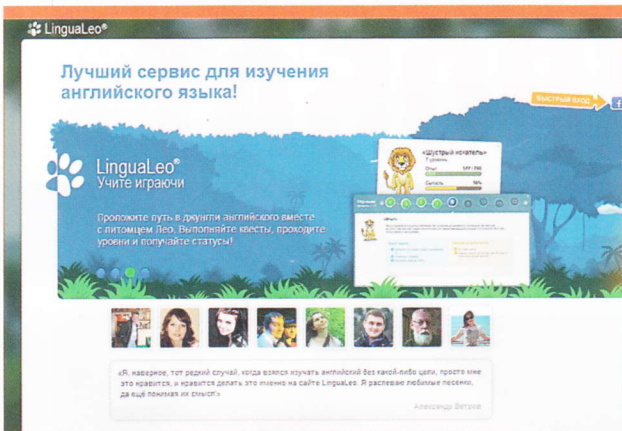 LinguaLeo®
Лучший сервис для изучения
английского языка!
БЫСТРЫЙ ВХОД
LinguaLeo®
Учите играючи
«Шустрый искатель»
7 уровень
Опыт
Сытость
Проложите путь в джунгли английского вместе
с питомцем Лео. Выполняйте квесты, проходите
уровни и получайте статусы!
«Я, наверное, тот редкий случай, когда взялся изучать английский без какой-либо цели, просто мне
это нравится, и нравится делать это именно на сайте LinguaLeo. Я распеваю любимые песенки,
да ещё понимая их смысл!»
Александр Ветров